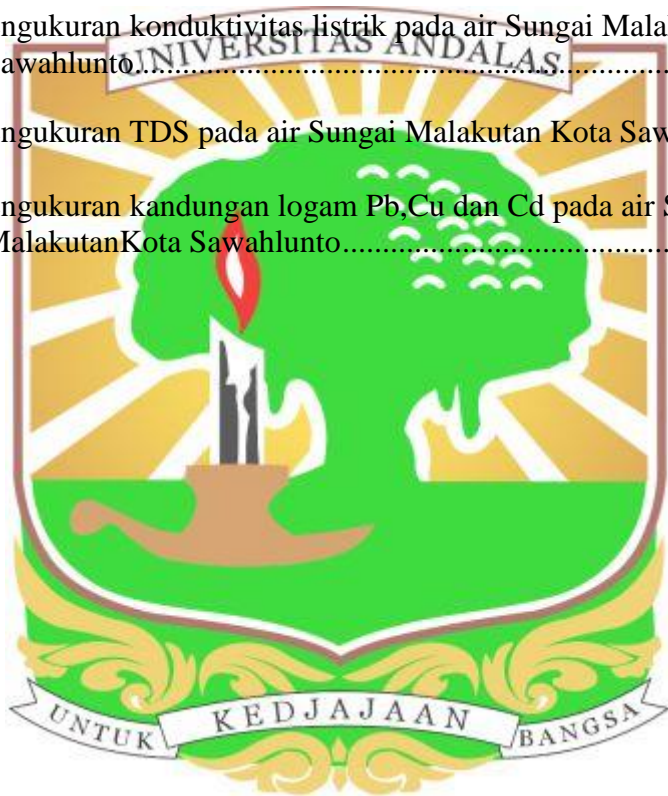 ngukuran konduktivitas listrik pada air Sungai Mala
awahlunto
UNIVERSITAS ANDALAS
ngukuran TDS pada air Sungai Malakutan Kota Saw
ngukuran kandungan logam Pb,Cu dan Cd pada air S
MalakutanKota Sawahlunto
UNTUK KEDJAJAAN BANGSA